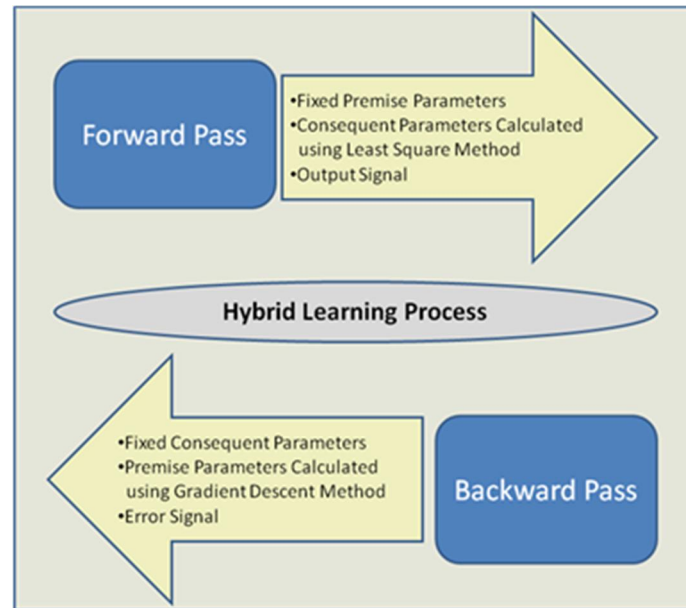 Forward Pass
•Fixed Premise Parameters
•Consequent Parameters Calculated
using Least Square Method
•Output Signal
Hybrid Learning Process
•Fixed Consequent Parameters
•Premise Parameters Calculated
using Gradient Descent Method
•Error Signal
Backward Pass